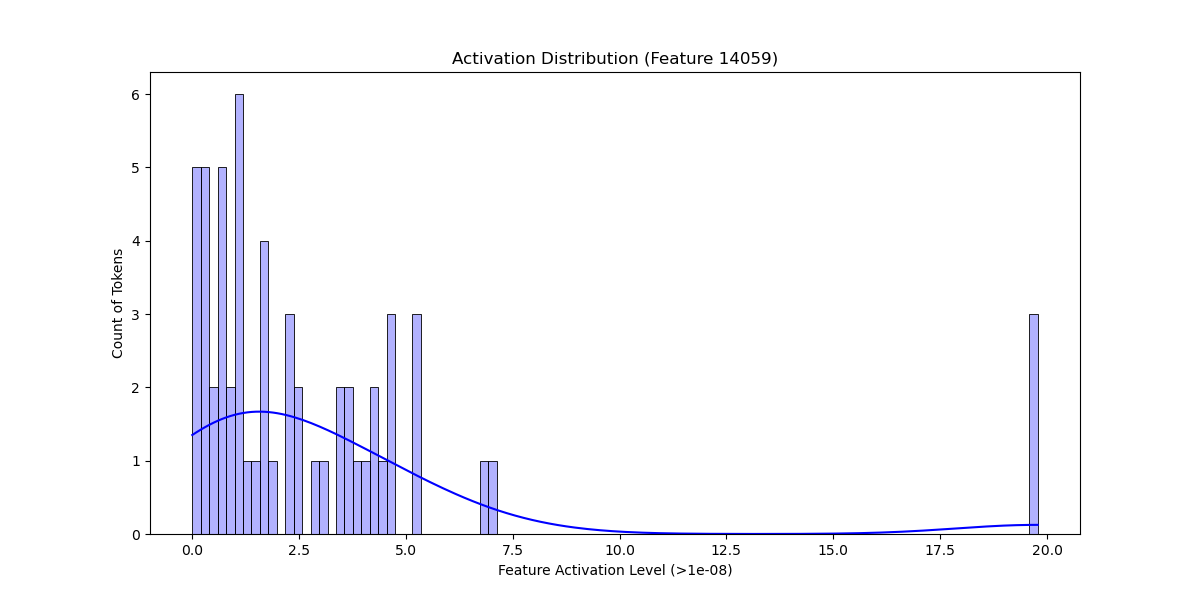 Activation Distribution (Feature 14059)
6
5
4
3
2
1
0
Count of Tokens
0.0 2.5 5.0 7.5 10.0 12.5 15.0 17.5 20.0
Feature Activation Level (>1e-08)